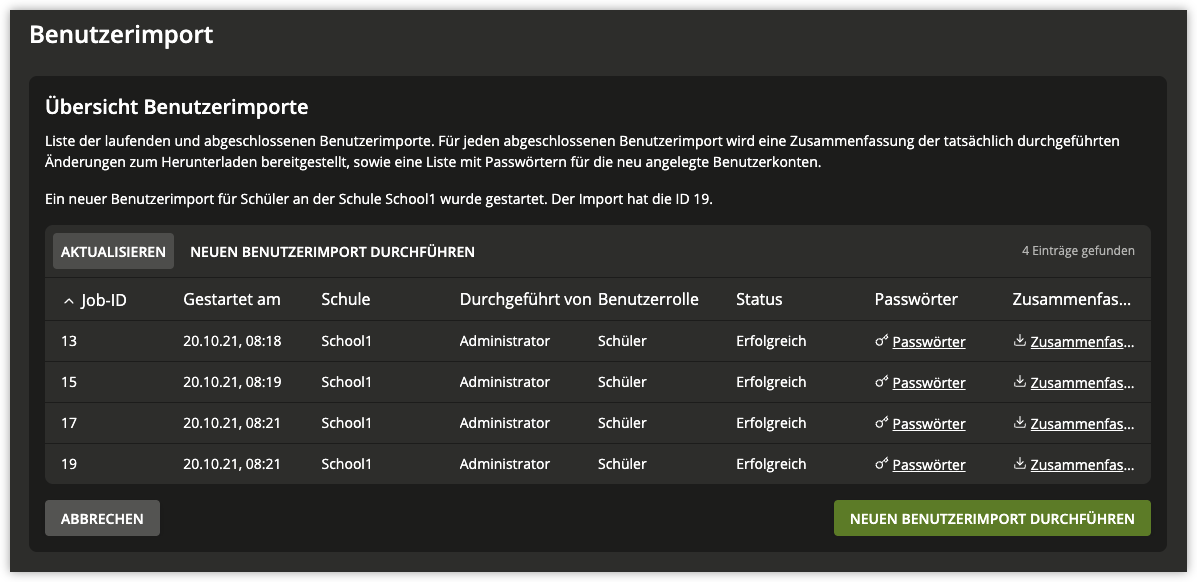 Benutzerimport
Übersicht Benutzerimporte
Liste der laufenden und abgeschlossenen Benutzerimporte. Für jeden abgeschlossenen Benutzerimport wird eine Zusammenfassung der tatsächlich durchgeführten
Änderungen zum Herunterladen bereitgestellt, sowie eine Liste mit Passwörtern für die neu angelegte Benutzerkonten.
Ein neuer Benutzerimport für Schüler an der Schule School1 wurde gestartet. Der Import hat die ID 19.
AKTUALISIEREN NEUEN BENUTZERIMPORT DURCHFÜHREN 4 Einträge gefunden
Job-ID Gestartet am Schule Durchgeführt von Benutzerrolle Status Passwörter Zusammenfas...
13 20.10.21, 08:18 School1 Administrator Schüler Erfolgreich Passwörter Zusammenfas...
15 20.10.21, 08:19 School1 Administrator Schüler Erfolgreich Passwörter Zusammenfas...
17 20.10.21, 08:21 School1 Administrator Schüler Erfolgreich Passwörter Zusammenfas...
19 20.10.21, 08:21 School1 Administrator Schüler Erfolgreich Passwörter Zusammenfas...
ABBRECHEN NEUEN BENUTZERIMPORT DURCHFÜHREN